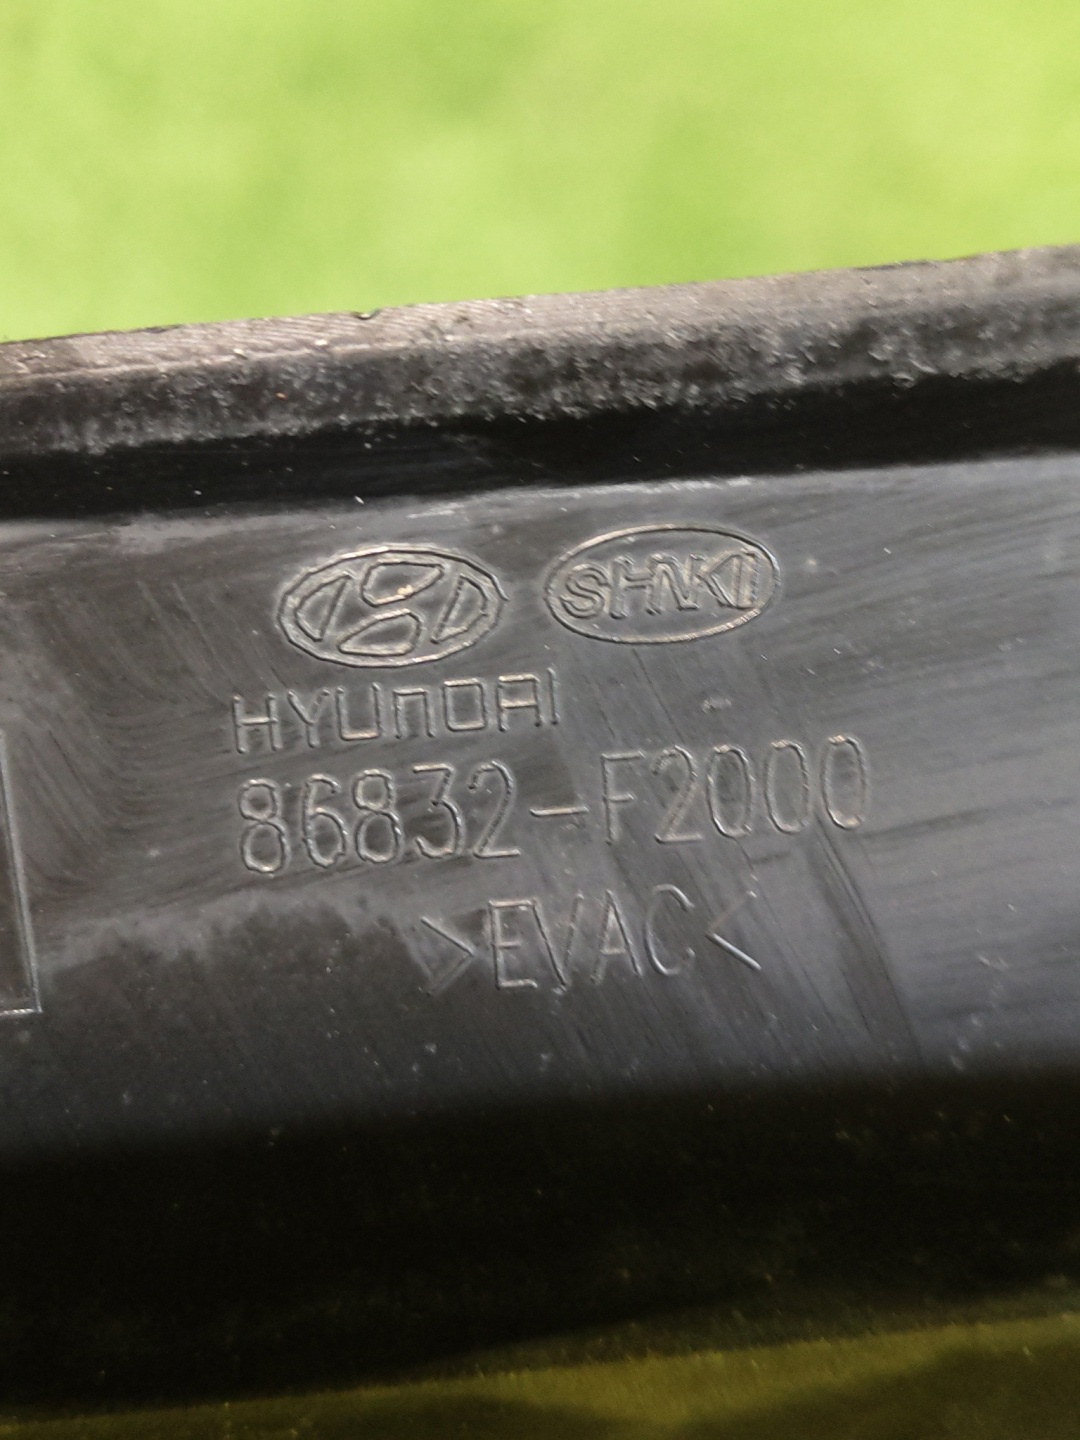 SHNKI
HYUNDAI
86832-F2000
>EVAC<